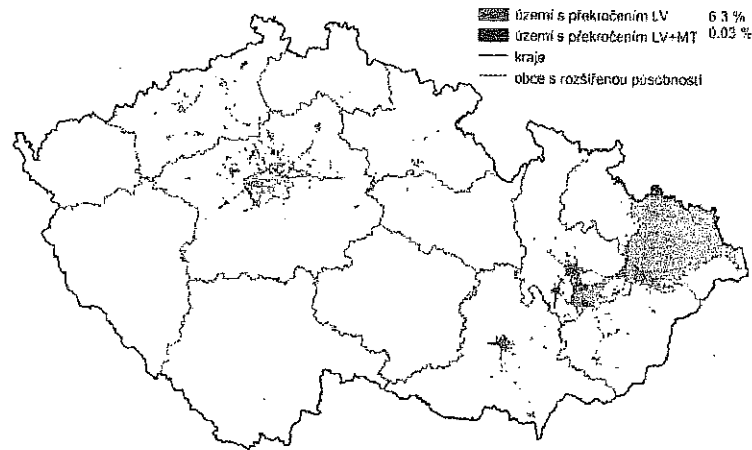 území s překročením LV 6.3 %
území s překročením LV+MT 0.03 %
kraje
obce s rozšířenou působností